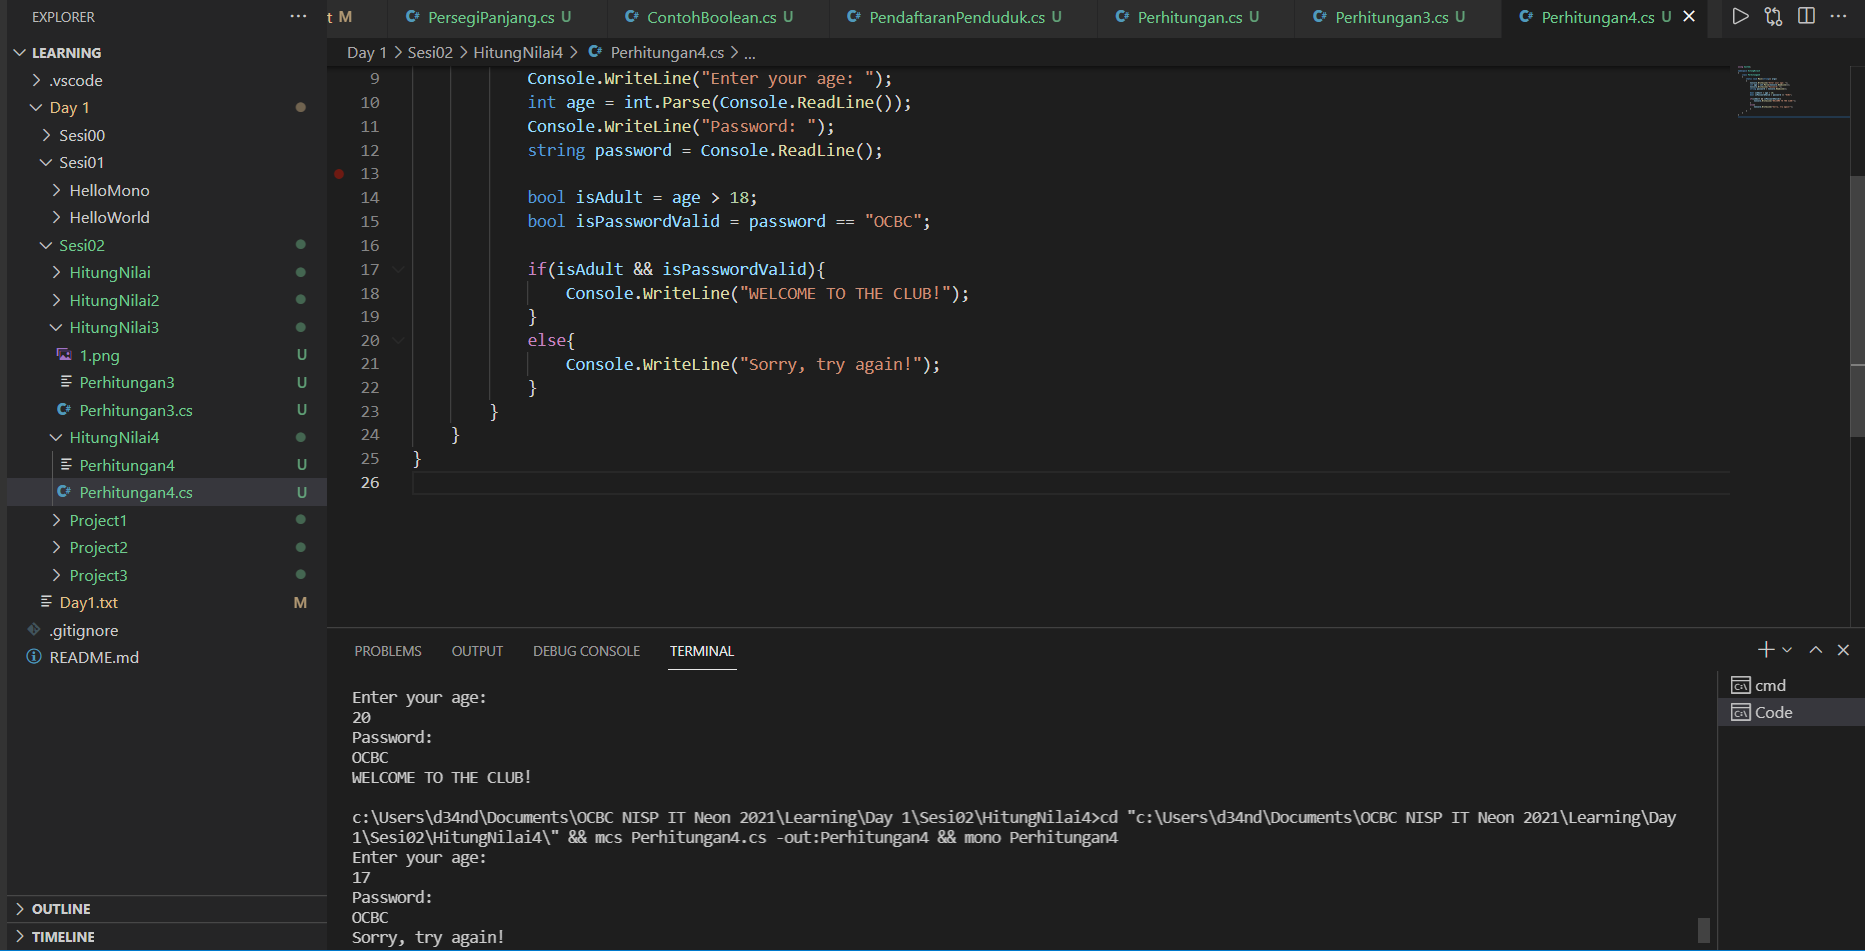 EXPLORER ...
LEARNING
.vscode
Day 1
Sesi00
Sesi01
HelloMono
HelloWorld
Sesi02
HitungNilai
HitungNilai2
HitungNilai3
1.png U
Perhitungan3 U
Perhitungan3.cs U
HitungNilai4
Perhitungan4 U
Perhitungan4.cs U
Project1
Project2
Project3
Day1.txt M
.gitignore
README.md
OUTLINE
TIMELINE
t M PersegiPanjang.cs U ContohBoolean.cs U PendaftaranPenduduk.cs U Perhitungan.cs U Perhitungan3.cs U Perhitungan4.cs U
Day 1 > Sesi02 > HitungNilai4 > Perhitungan4.cs > ...
9 Console.WriteLine("Enter your age: ");
10 int age = int.Parse(Console.ReadLine());
11 Console.WriteLine("Password: ");
12 string password = Console.ReadLine();
13
14 bool isAdult = age > 18;
15 bool isPasswordValid = password == "OCBC";
16
17 if(isAdult && isPasswordValid){
18 Console.WriteLine("WELCOME TO THE CLUB!");
19 }
20 else{
21 Console.WriteLine("Sorry, try again!");
22 }
23 }
24 }
25 }
26
PROBLEMS OUTPUT DEBUG CONSOLE TERMINAL
Enter your age:
20
Password:
OCBC
WELCOME TO THE CLUB!
c:\Users\d34nd\Documents\OCBC NISP IT Neon 2021\Learning\Day 1\Sesi02\HitungNilai4>cd "c:\Users\d34nd\Documents\OCBC NISP IT Neon 2021\Learning\Day
1\Sesi02\HitungNilai4\" && mcs Perhitungan4.cs -out:Perhitungan4 && mono Perhitungan4
Enter your age:
17
Password:
OCBC
Sorry, try again!
cmd
Code